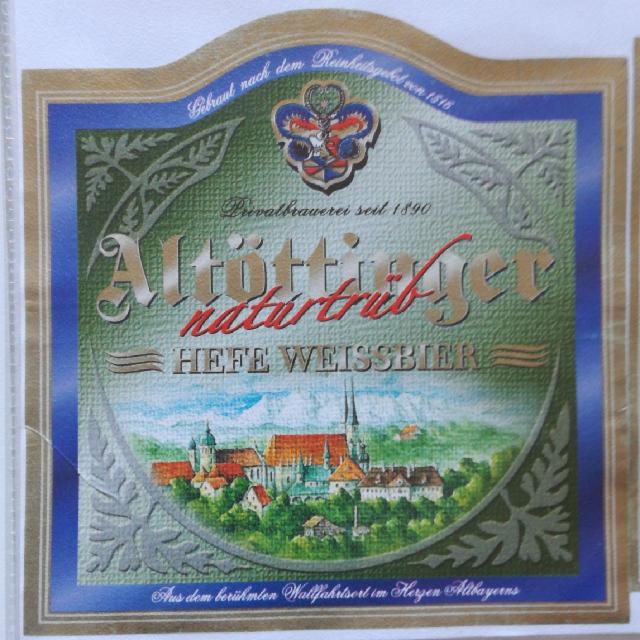 Gebraut nach dem Reinheitsgebot von 1516
Privatbrauerei seit 1890
Altöttinger
naturtrüb
HEFE WEISSBIER
Aus dem berühmten Wallfahrtsort im Herzen Altbayerns